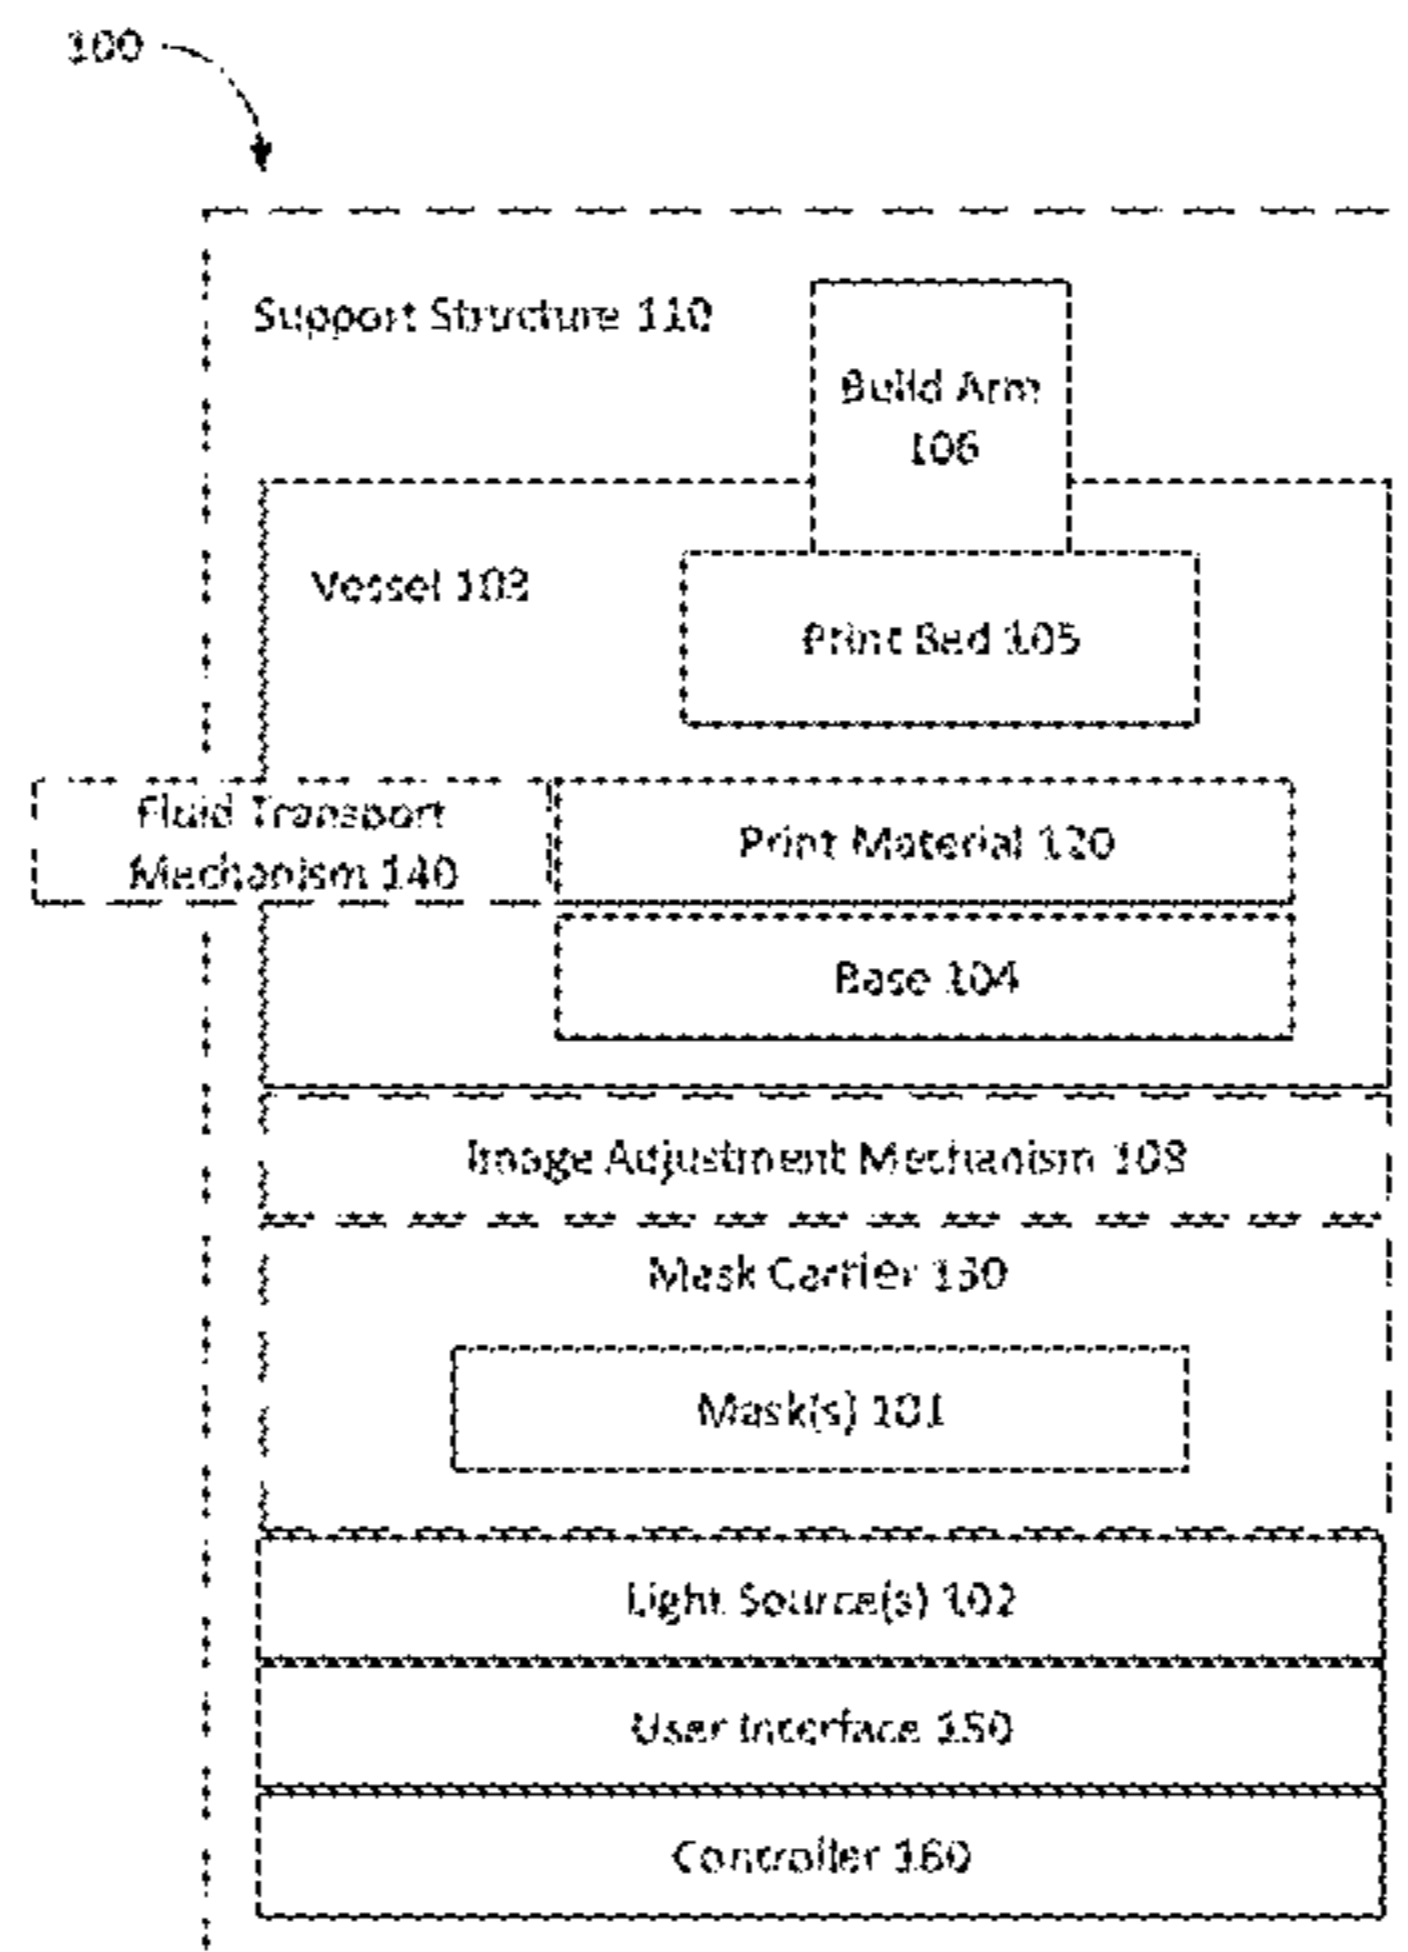 100
Support Structure 110
Build Arm
106
Vessel 103
Print Bed 105
Fluid Transport
Mechanism 140
Print Material 120
Base 104
Image Adjustment Mechanism 108
Mask Carrier 130
Mask(s) 101
Light Source(s) 102
User Interface 150
Controller 160